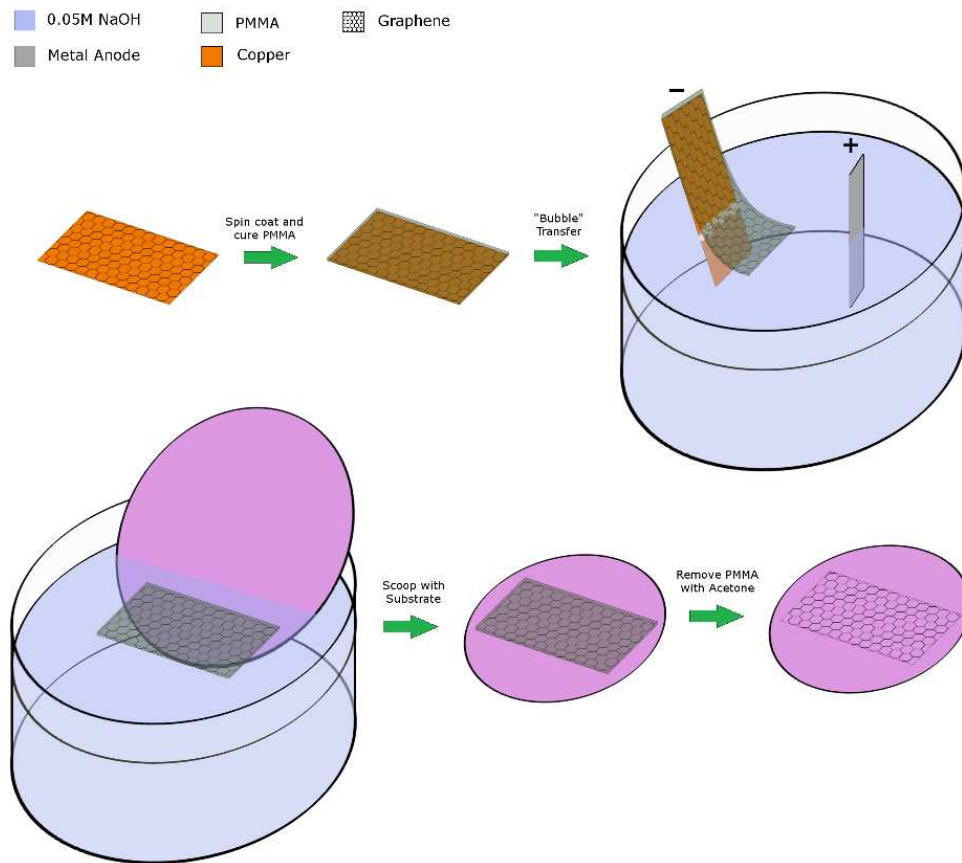 0.05M NaOH
PMMA
Graphene
Metal Anode
Copper
Spin coat and
cure PMMA
"Bubble"
Transfer
−
+
Scoop with
Substrate
Remove PMMA
with Acetone